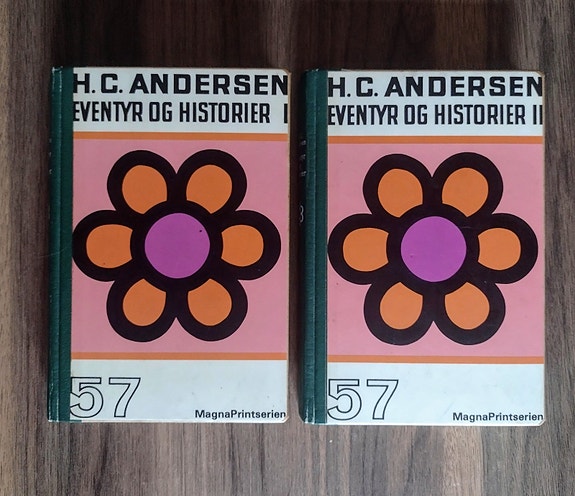 H.C. ANDERSEN
EVENTYR OG HISTORIER I
57
MagnaPrintserien
H.C. ANDERSEN
EVENTYR OG HISTORIER II
57
MagnaPrintserien